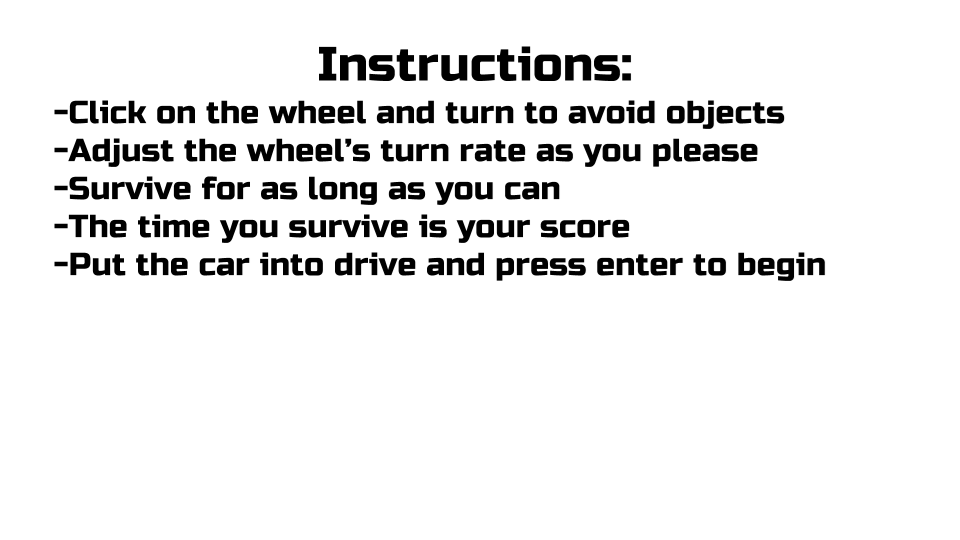 Instructions:
-Click on the wheel and turn to avoid objects
-Adjust the wheel’s turn rate as you please
-Survive for as long as you can
-The time you survive is your score
-Put the car into drive and press enter to begin